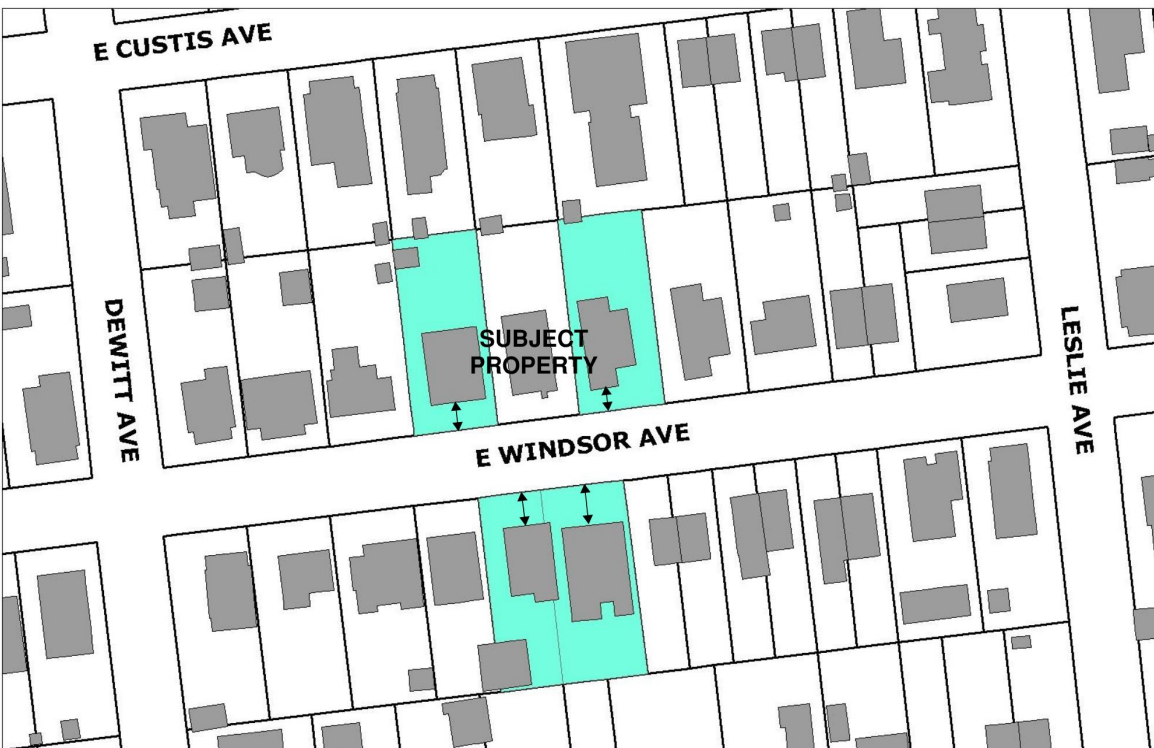 E CUSTIS AVE
DEWITT AVE
SUBJECT
PROPERTY
LESLIE AVE
E WINDSOR AVE